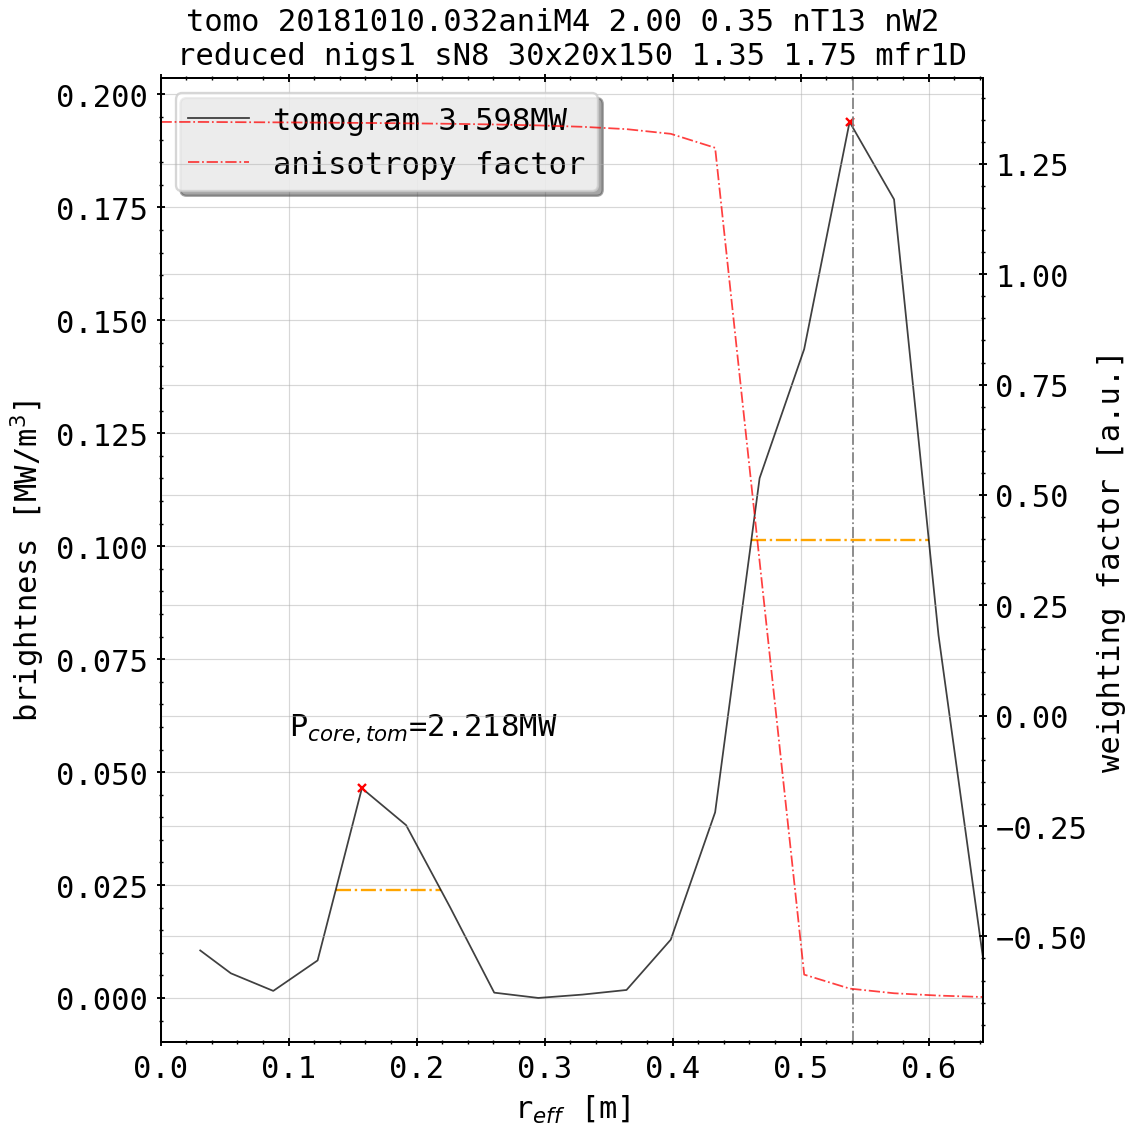 tomo 20181010.032aniM4 2.00 0.35 nT13 nW2
reduced nigs1 sN8 30x20x150 1.35 1.75 mfr1D
tomogram 3.598MW
anisotropy factor
0.200
0.175
0.150
0.125
0.100
0.075
0.050
0.025
0.000
brightness [MW/m³]
P_{core,tom}=2.218MW
1.25
1.00
0.75
0.50
0.25
0.00
−0.25
−0.50
weighting factor [a.u.]
0.0 0.1 0.2 0.3 0.4 0.5 0.6
r_{eff} [m]